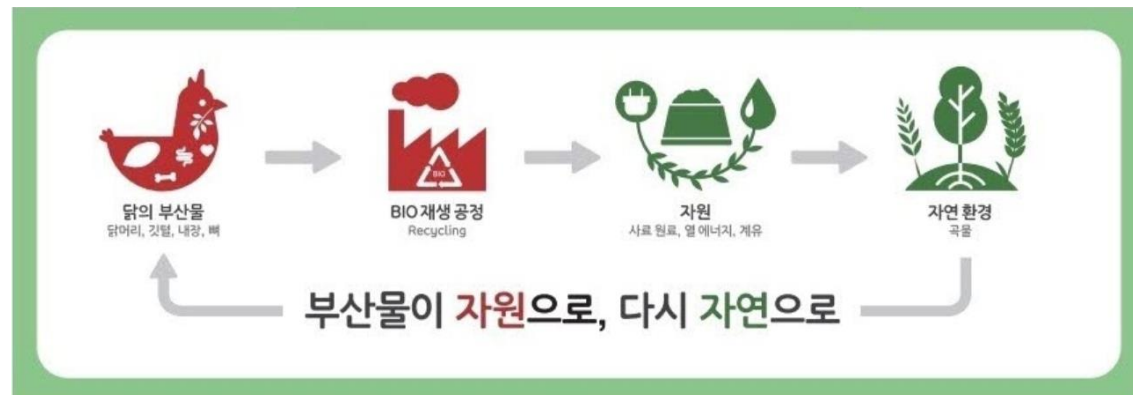 BIO
닭의 부산물
닭머리, 깃털, 내장, 뼈
BIO 재생 공정
Recycling
자원
사료 원료, 열 에너지, 계유
자연 환경
곡물
부산물이 자원으로, 다시 자연으로